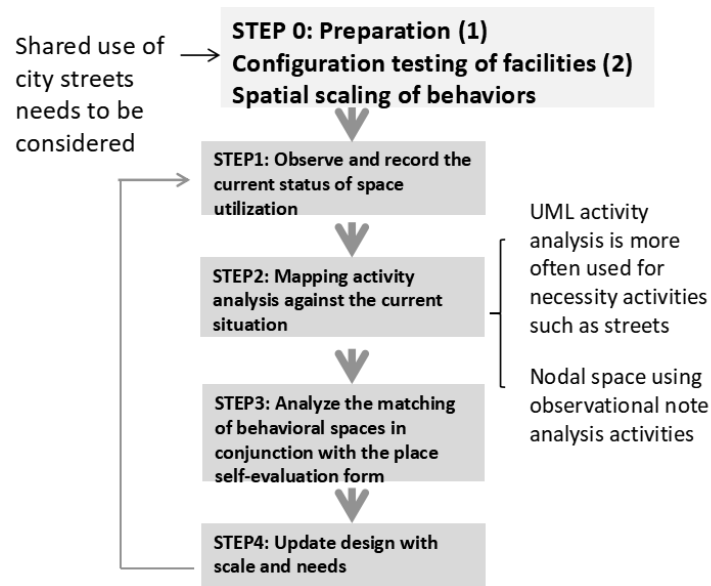 Shared use of
city streets
needs to be
considered
STEP 0: Preparation (1)
Configuration testing of facilities (2)
Spatial scaling of behaviors
STEP1: Observe and record the
current status of space
utilization
STEP2: Mapping activity
analysis against the current
situation
UML activity
analysis is more
often used for
necessity activities
such as streets
Nodal space using
observational note
analysis activities
STEP3: Analyze the matching
of behavioral spaces in
conjunction with the place
self-evaluation form
STEP4: Update design with
scale and needs